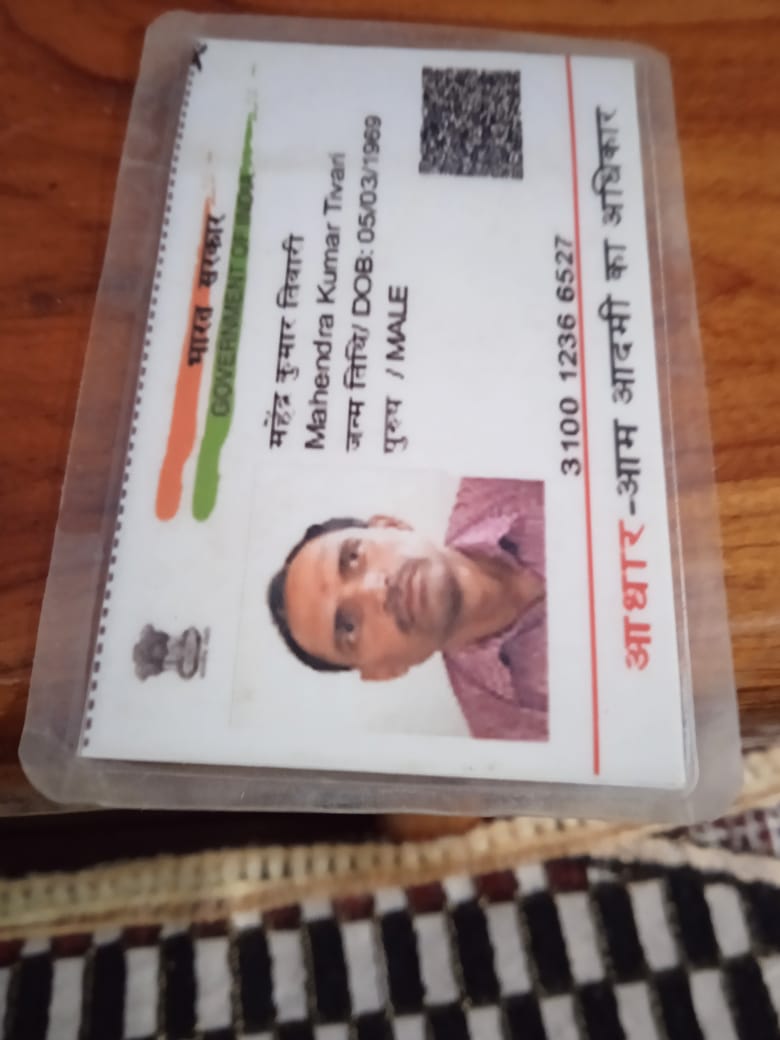 भारत सरकार
GOVERNMENT OF INDIA
महेंद्र कुमार तिवारी
Mahendra Kumar Tivari
जन्म तिथि/ DOB: 05/03/1969
पुरुष / MALE
3100 1236 6527
आधार-आम आदमी का अधिकार